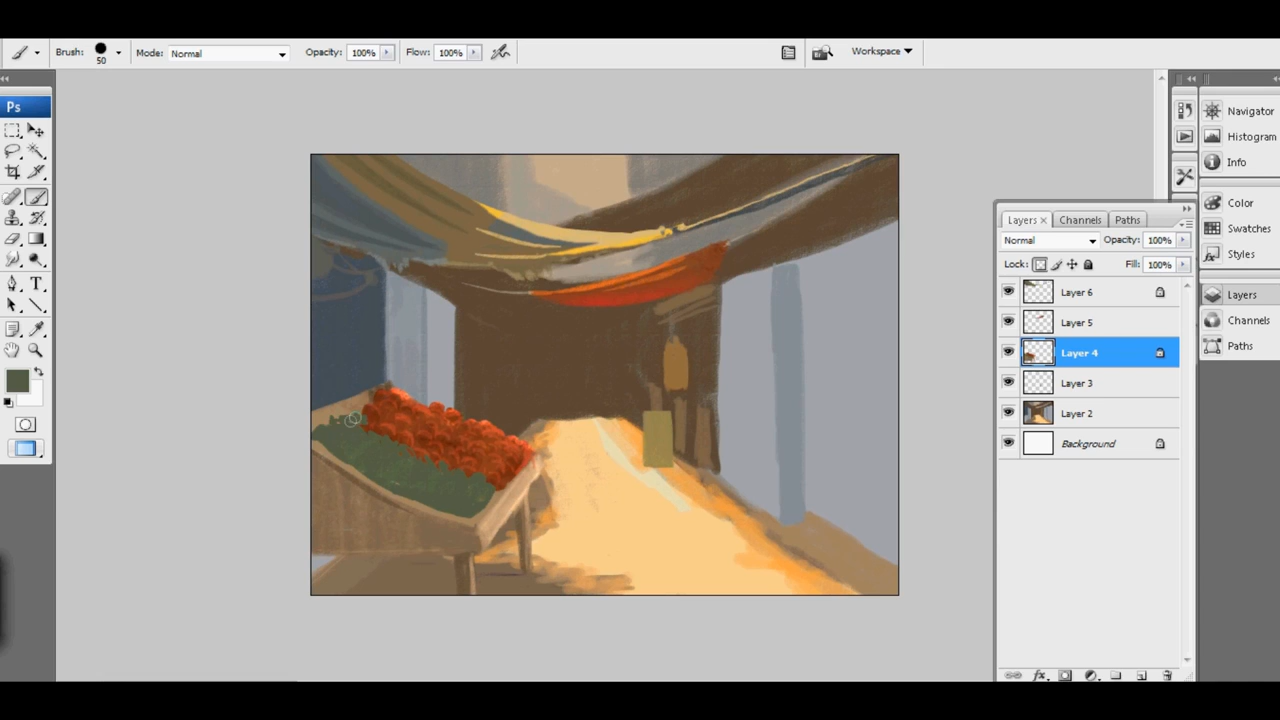 Brush:
50
Mode: Normal
Opacity: 100%
Flow: 100%
Workspace
Ps
T
Navigator
Histogram
Info
Color
Swatches
Styles
Layers
Channels
Paths
Layers × Channels Paths
Normal Opacity: 100%
Lock: Fill: 100%
Layer 6
Layer 5
Layer 4
Layer 3
Layer 2
Background
fx